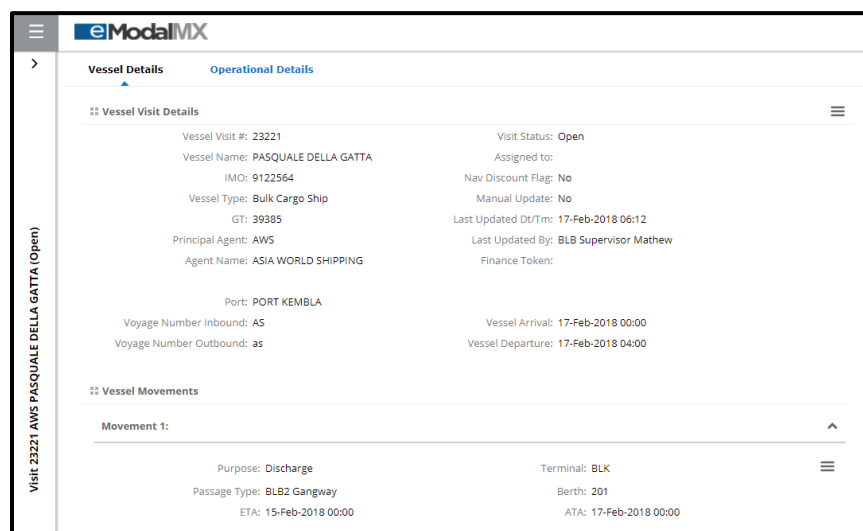 eModalMX
Vessel Details Operational Details
Vessel Visit Details
Vessel Visit #: 23221 Visit Status: Open
Vessel Name: PASQUALE DELLA GATTA Assigned to:
IMO: 9122564 Nav Discount Flag: No
Vessel Type: Bulk Cargo Ship Manual Update: No
GT: 39385 Last Updated Dt/Tm: 17-Feb-2018 06:12
Principal Agent: AWS Last Updated By: BLB Supervisor Mathew
Agent Name: ASIA WORLD SHIPPING Finance Token:
Port: PORT KEMBLA
Voyage Number Inbound: AS Vessel Arrival: 17-Feb-2018 00:00
Voyage Number Outbound: as Vessel Departure: 17-Feb-2018 04:00
Vessel Movements
Movement 1:
Purpose: Discharge Terminal: BLK
Passage Type: BLB2 Gangway Berth: 201
ETA: 15-Feb-2018 00:00 ATA: 17-Feb-2018 00:00
Visit 23221 AWS PASQUALE DELLA GATTA (Open)